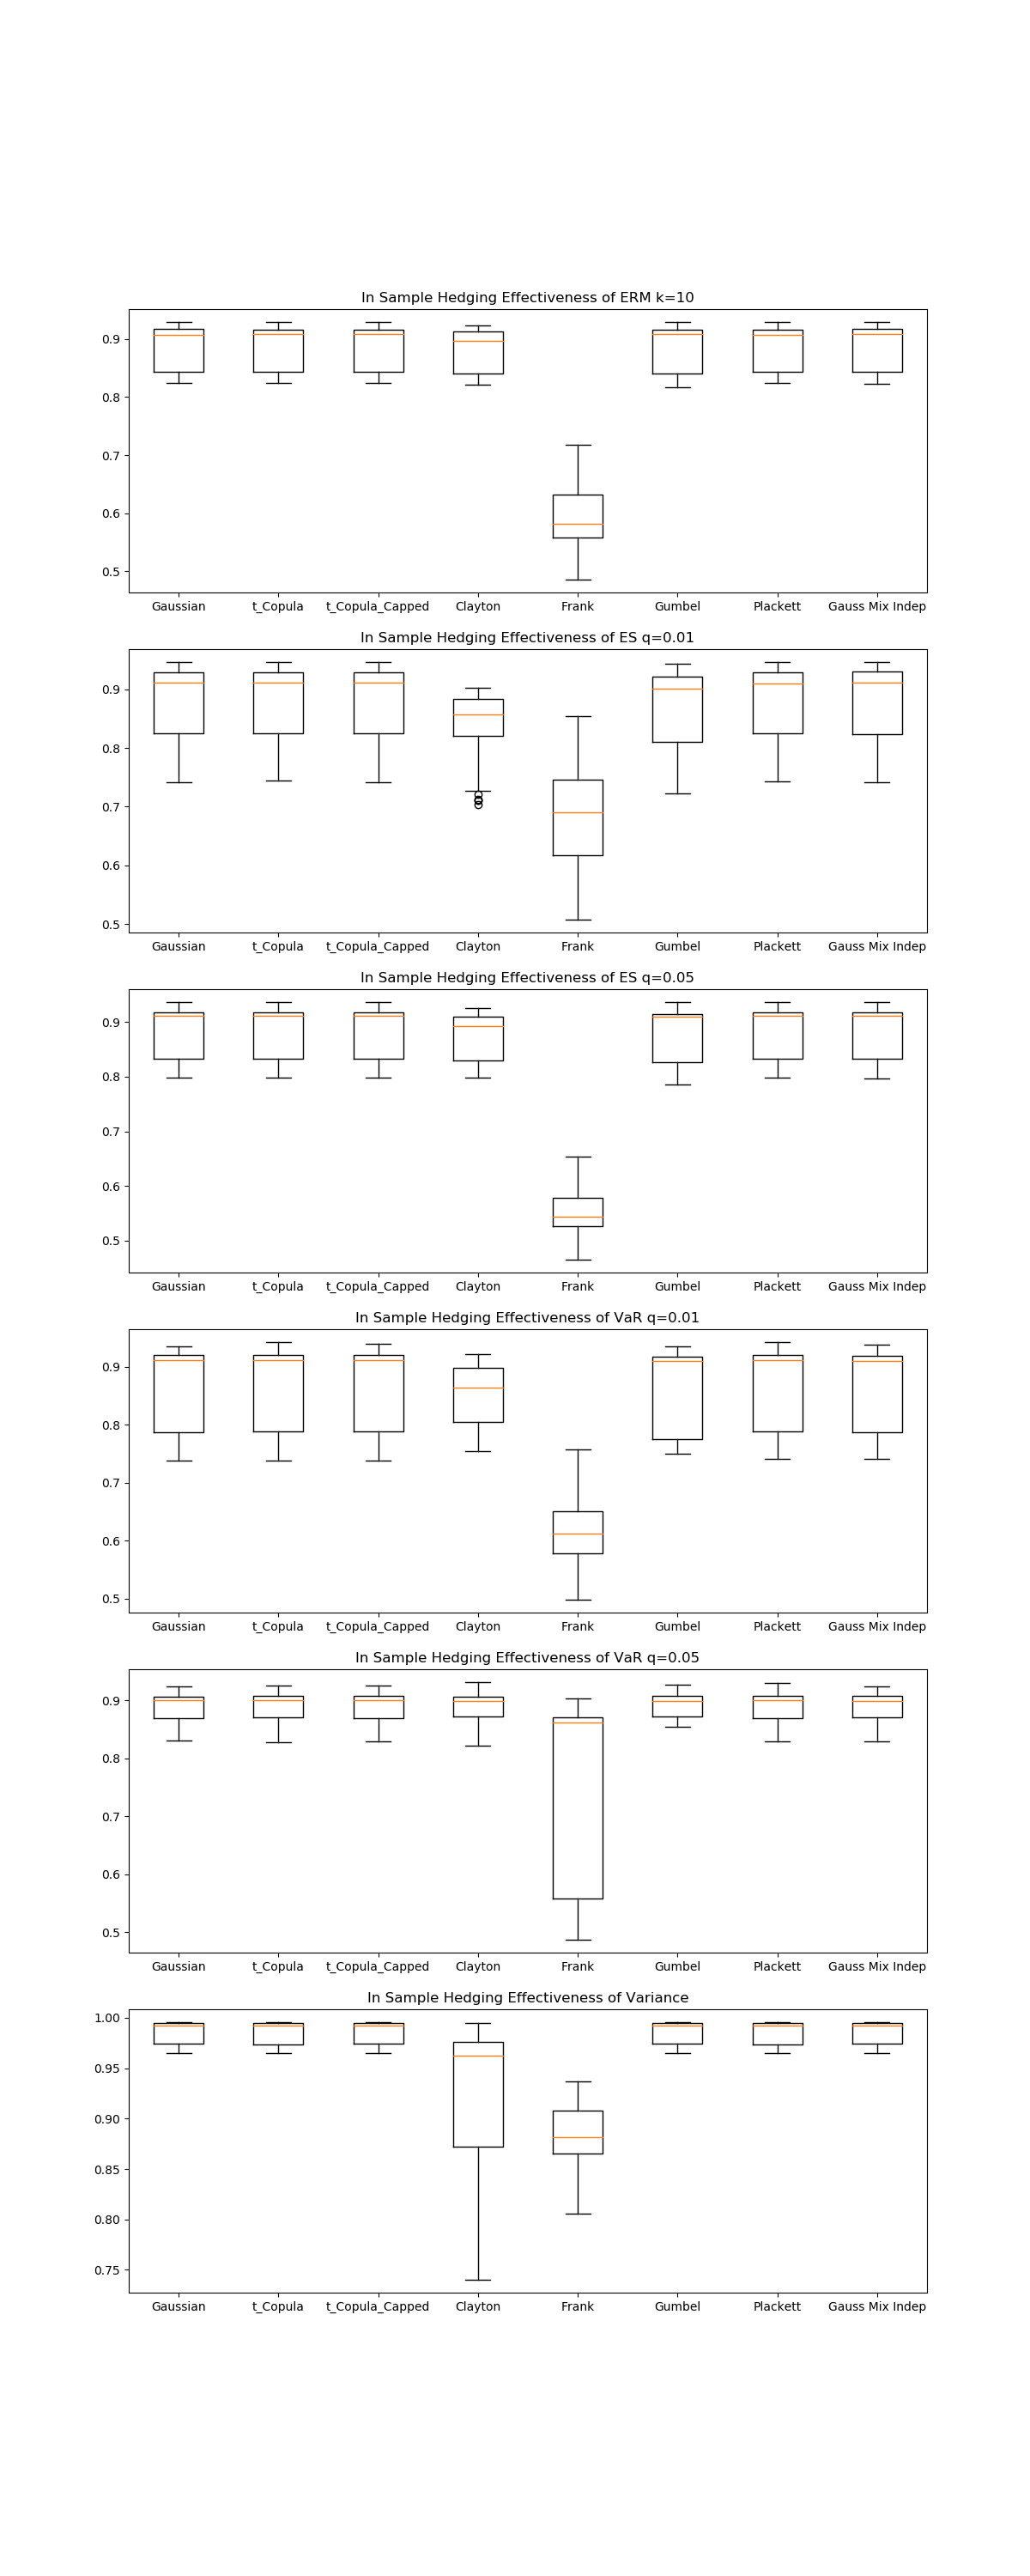 In Sample Hedging Effectiveness of ERM k=10
0.9
0.8
0.7
0.6
0.5
Gaussian t_Copula t_Copula_Capped Clayton Frank Gumbel Plackett Gauss Mix Indep
In Sample Hedging Effectiveness of ES q=0.01
0.9
0.8
0.7
0.6
0.5
Gaussian t_Copula t_Copula_Capped Clayton Frank Gumbel Plackett Gauss Mix Indep
In Sample Hedging Effectiveness of ES q=0.05
0.9
0.8
0.7
0.6
0.5
Gaussian t_Copula t_Copula_Capped Clayton Frank Gumbel Plackett Gauss Mix Indep
In Sample Hedging Effectiveness of VaR q=0.01
0.9
0.8
0.7
0.6
0.5
Gaussian t_Copula t_Copula_Capped Clayton Frank Gumbel Plackett Gauss Mix Indep
In Sample Hedging Effectiveness of VaR q=0.05
0.9
0.8
0.7
0.6
0.5
Gaussian t_Copula t_Copula_Capped Clayton Frank Gumbel Plackett Gauss Mix Indep
In Sample Hedging Effectiveness of Variance
1.00
0.95
0.90
0.85
0.80
0.75
Gaussian t_Copula t_Copula_Capped Clayton Frank Gumbel Plackett Gauss Mix Indep